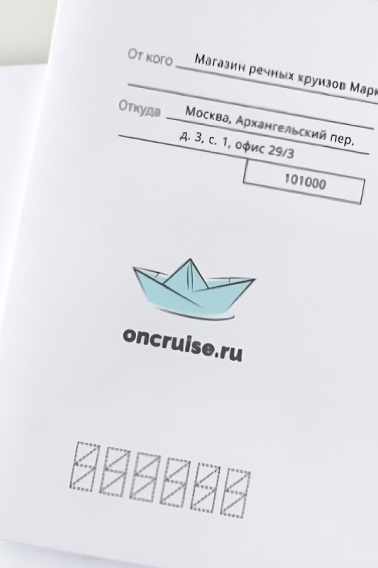 От кого Магазин речных круизов
Откуда Москва, Архангельский пер.
д. 3, с. 1, офис 29/3
101000
oncruise.ru